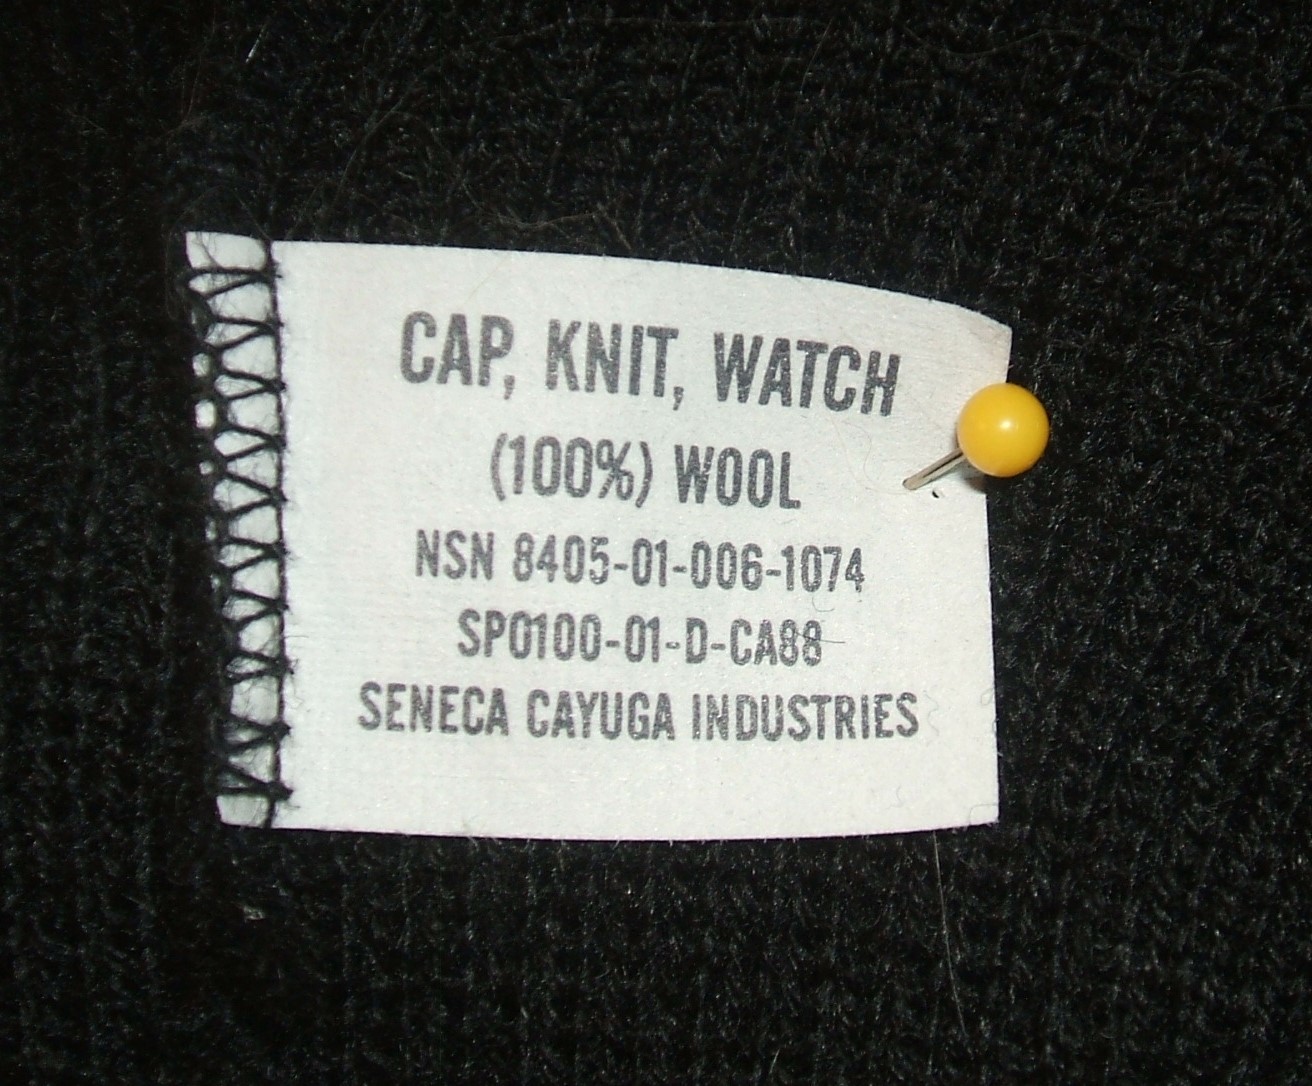 CAP, KNIT, WATCH
(100%) WOOL
NSN 8405-01-006-1074
SP0100-01-D-CA88
SENECA CAYUGA INDUSTRIES